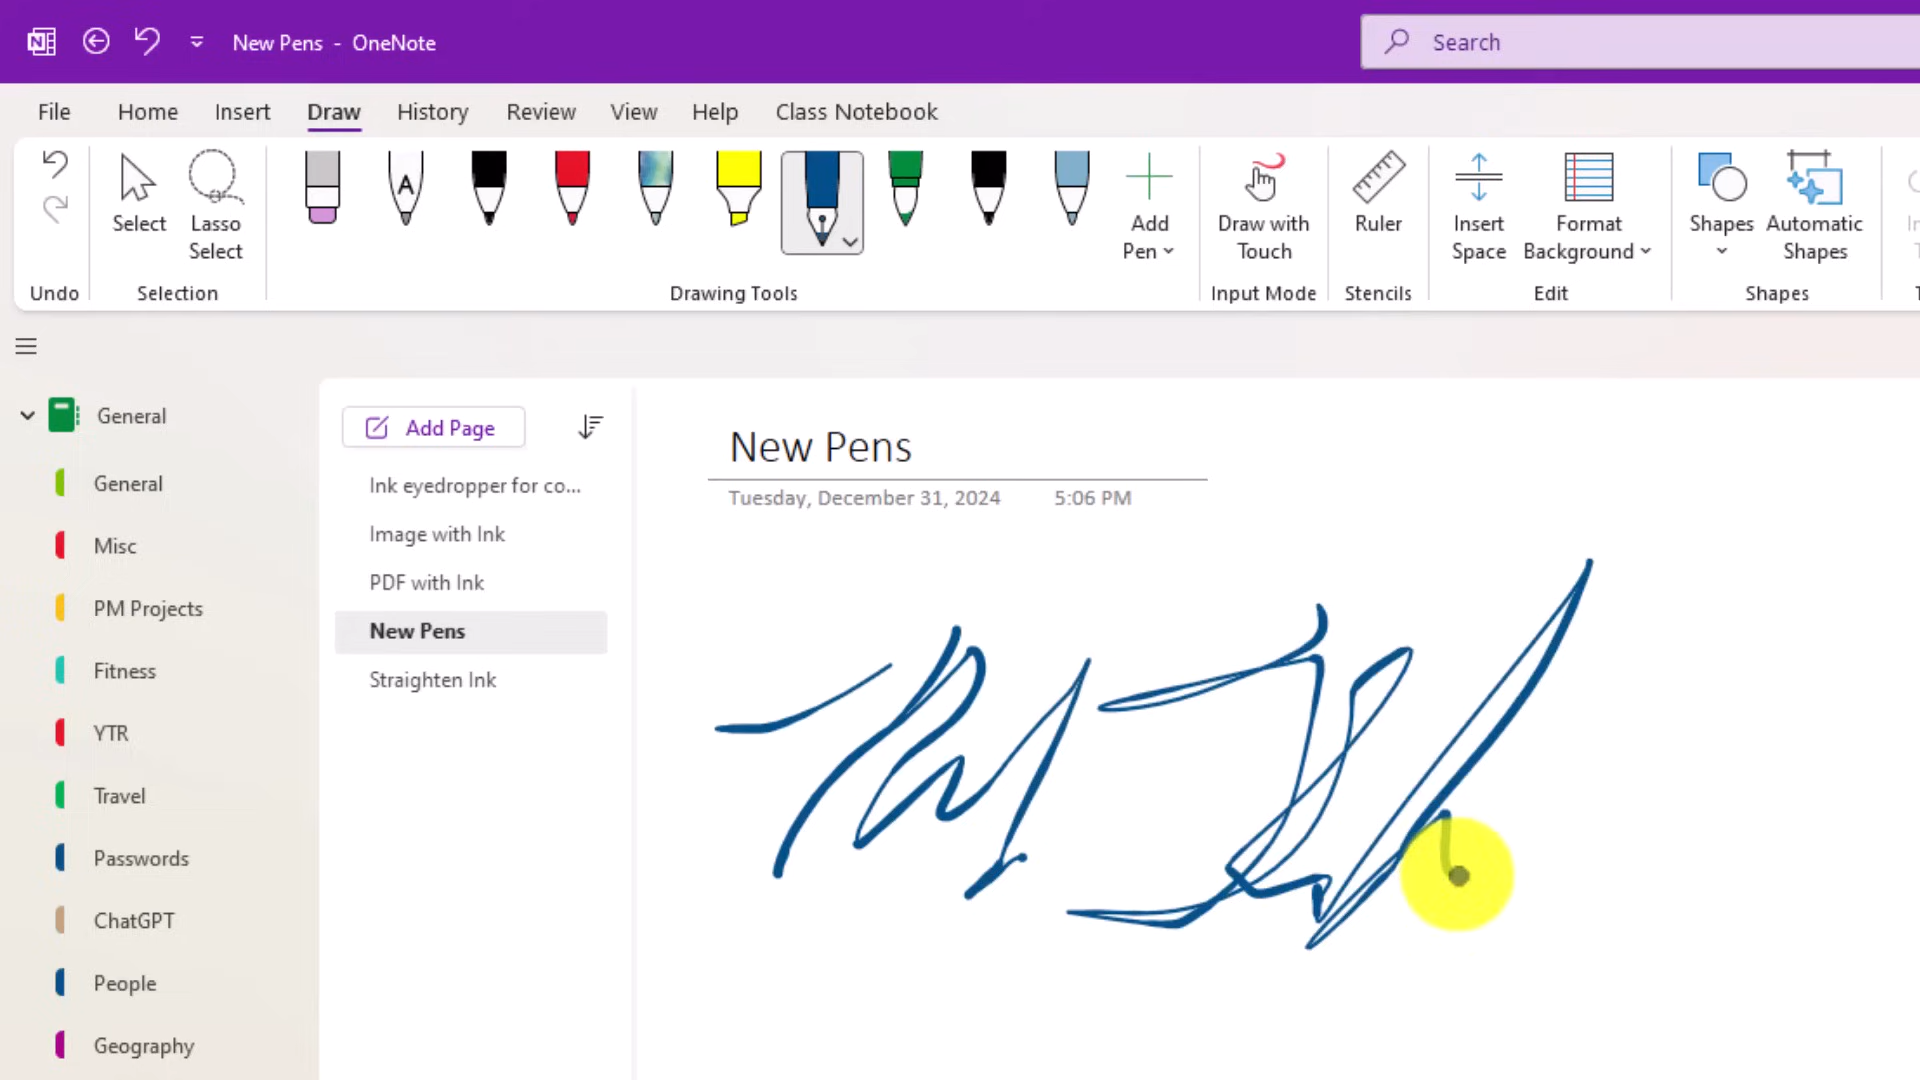 New Pens - OneNote
Search
File Home Insert Draw History Review View Help Class Notebook
Select
Lasso Select
A
Add Pen
Draw with Touch
Ruler
Insert Space
Format Background
Shapes
Automatic Shapes
Undo
Selection
Drawing Tools
Input Mode
Stencils
Edit
Shapes
General
General
Misc
PM Projects
Fitness
YTR
Travel
Passwords
ChatGPT
People
Geography
Add Page
Ink eyedropper for co...
Image with Ink
PDF with Ink
New Pens
Straighten Ink
New Pens
Tuesday, December 31, 2024 5:06 PM